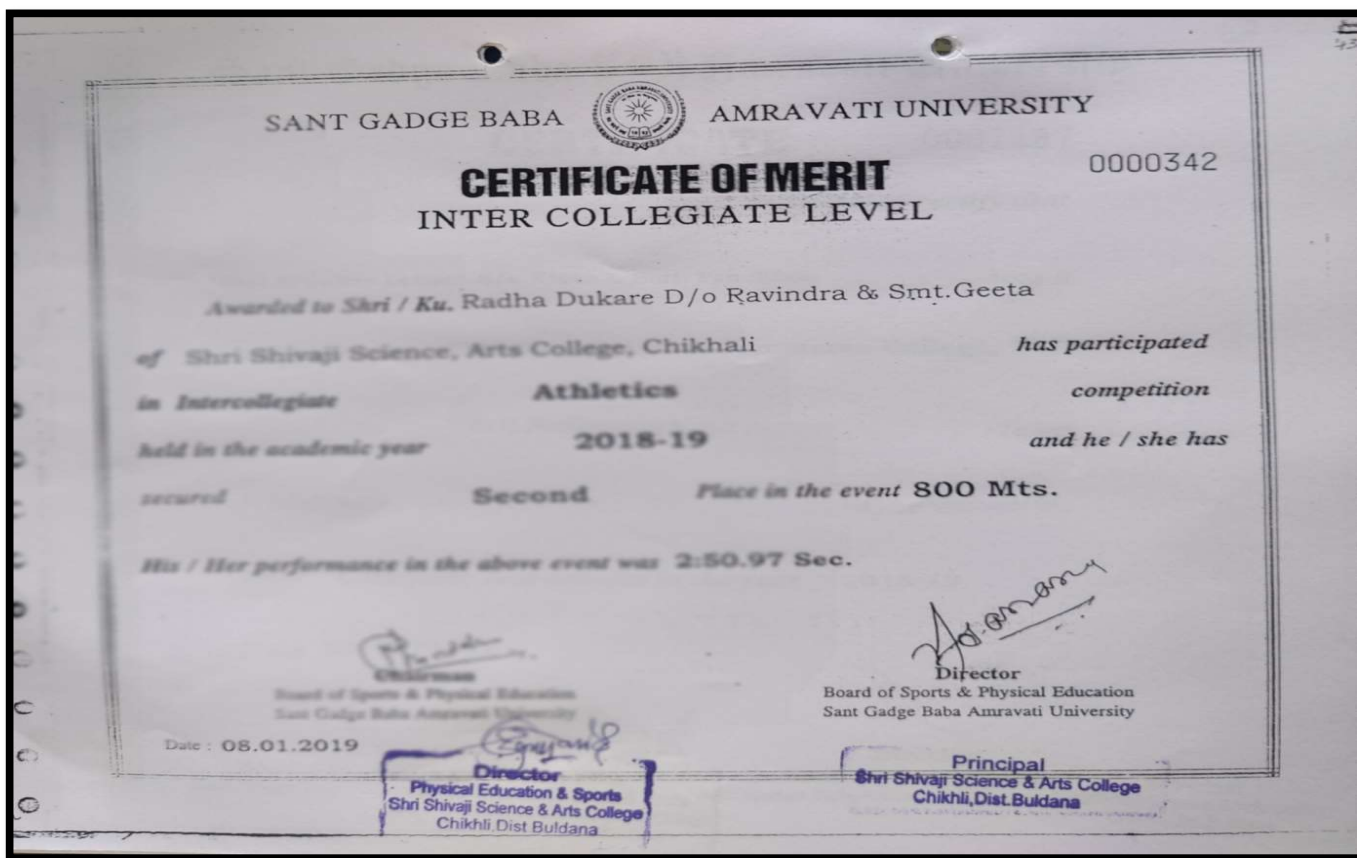 SANT GADGE BABA AMRAVATI UNIVERSITY
0000342
CERTIFICATE OF MERIT
INTER COLLEGIATE LEVEL
Awarded to Shri / Ku. Radha Dukare D/o Ravindra & Smt.Geeta
of Shri Shivaji Science, Arts College, Chikhali has participated
in Intercollegiate Athletics competition
held in the academic year 2018-19 and he / she has
secured Second Place in the event 800 Mts.
His / Her performance in the above event was 2:50.97 Sec.
Chairman
Board of Sports & Physical Education
Sant Gadge Baba Amravati University
Director
Board of Sports & Physical Education
Sant Gadge Baba Amravati University
Date : 08.01.2019
Director
Physical Education & Sports
Shri Shivaji Science & Arts College
Chikhli,Dist Buldana
Principal
Shri Shivaji Science & Arts College
Chikhli,Dist.Buldana